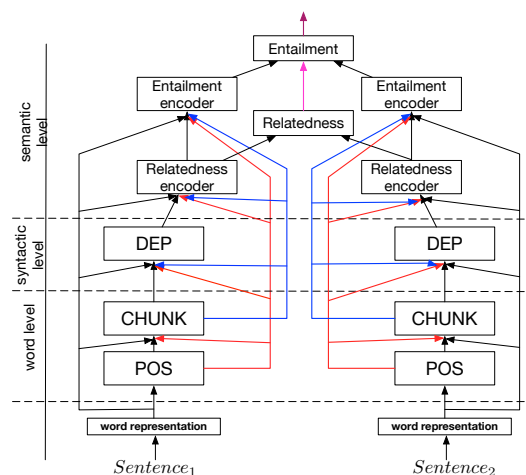 Entailment
Entailment
encoder
Entailment
encoder
Relatedness
semantic
level
Relatedness
encoder
Relatedness
encoder
syntactic
level
DEP
DEP
word level
CHUNK
CHUNK
POS
POS
word representation
word representation
Sentence₁
Sentence₂